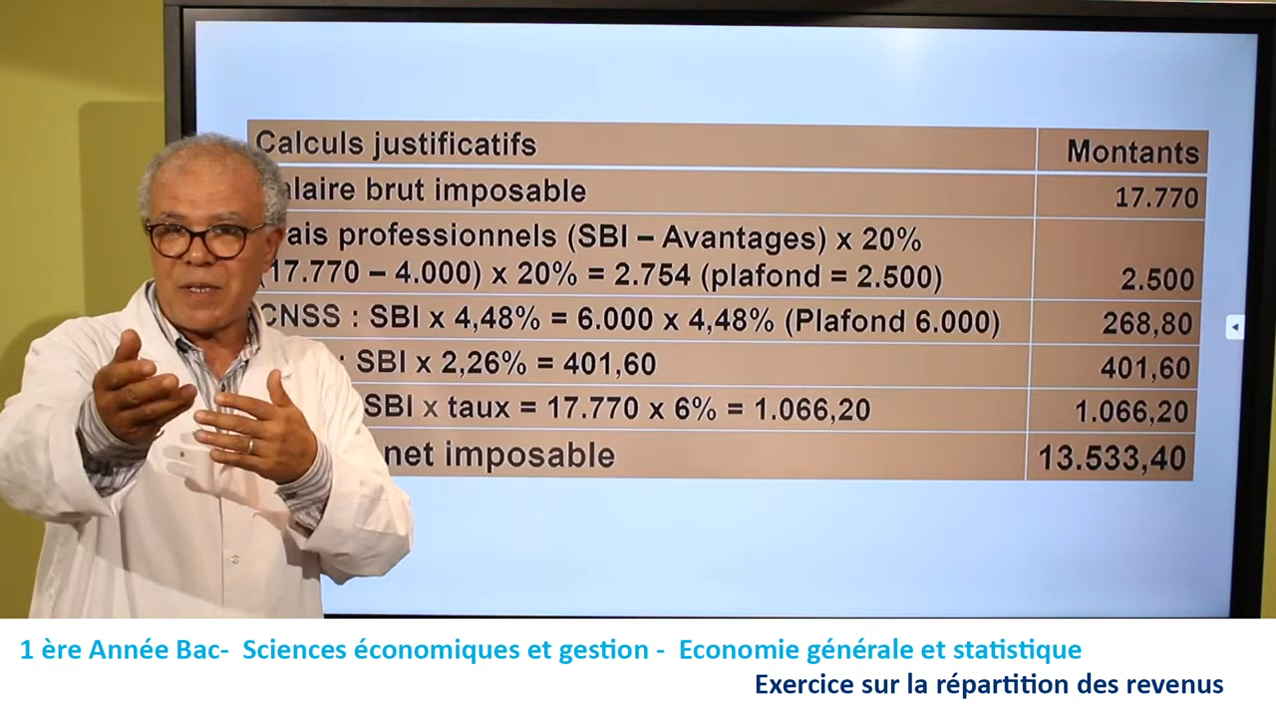 Calculs justificatifs
Montants
alaire brut imposable
17.770
ais professionnels (SBI – Avantages) x 20%
(17.770 – 4.000) x 20% = 2.754 (plafond = 2.500)
2.500
CNSS : SBI x 4,48% = 6.000 x 4,48% (Plafond 6.000)
268,80
: SBI x 2,26% = 401,60
401,60
SBI x taux = 17.770 x 6% = 1.066,20
1.066,20
net imposable
13.533,40
1 ère Année Bac- Sciences économiques et gestion - Economie générale et statistique
Exercice sur la répartition des revenus